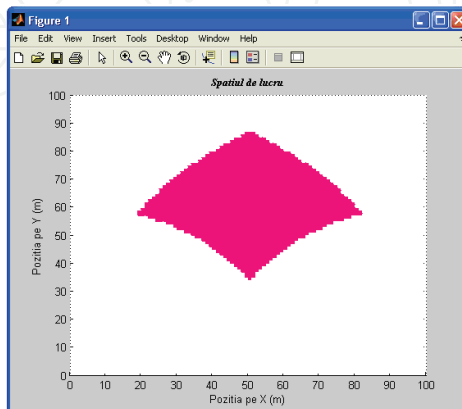 Figure 1
File Edit View Insert Tools Desktop Window Help
Spatiul de lucru
100
90
80
70
60
50
40
30
20
10
0
Pozitia pe Y (m)
0 10 20 30 40 50 60 70 80 90 100
Pozitia pe X (m)